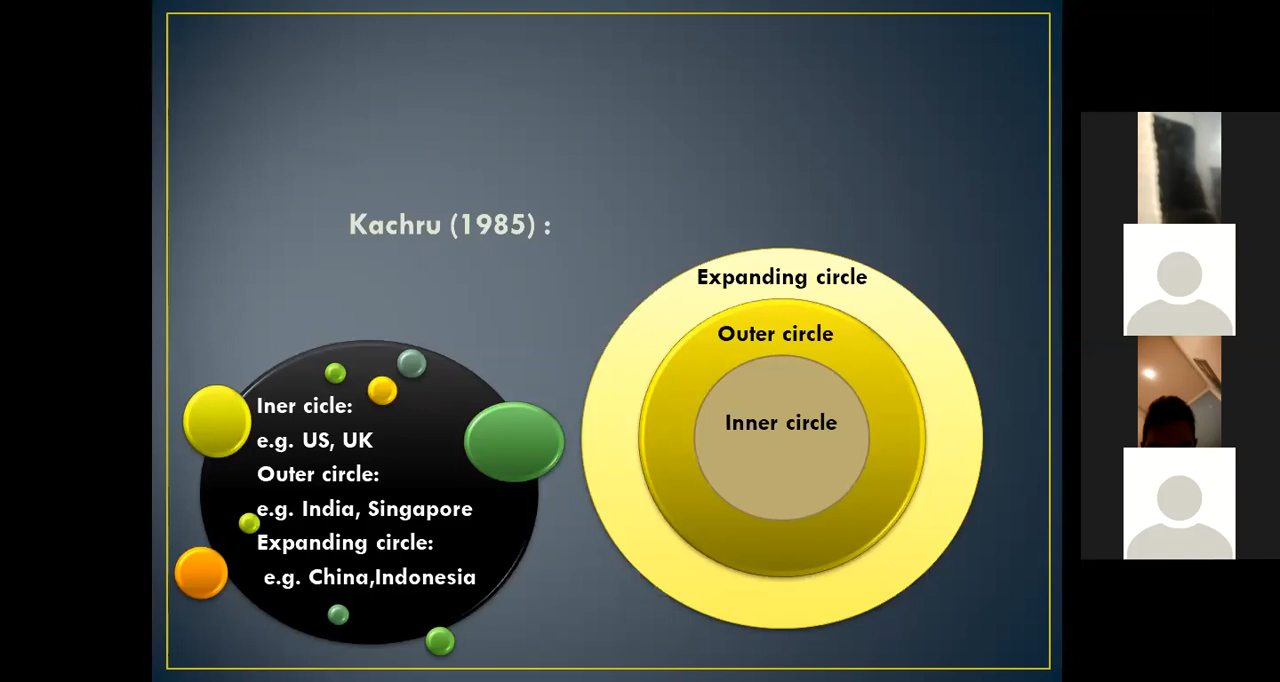 Kachru (1985) :
Expanding circle
Outer circle
Inner circle
Iner cicle:
e.g. US, UK
Outer circle:
e.g. India, Singapore
Expanding circle:
e.g. China,Indonesia